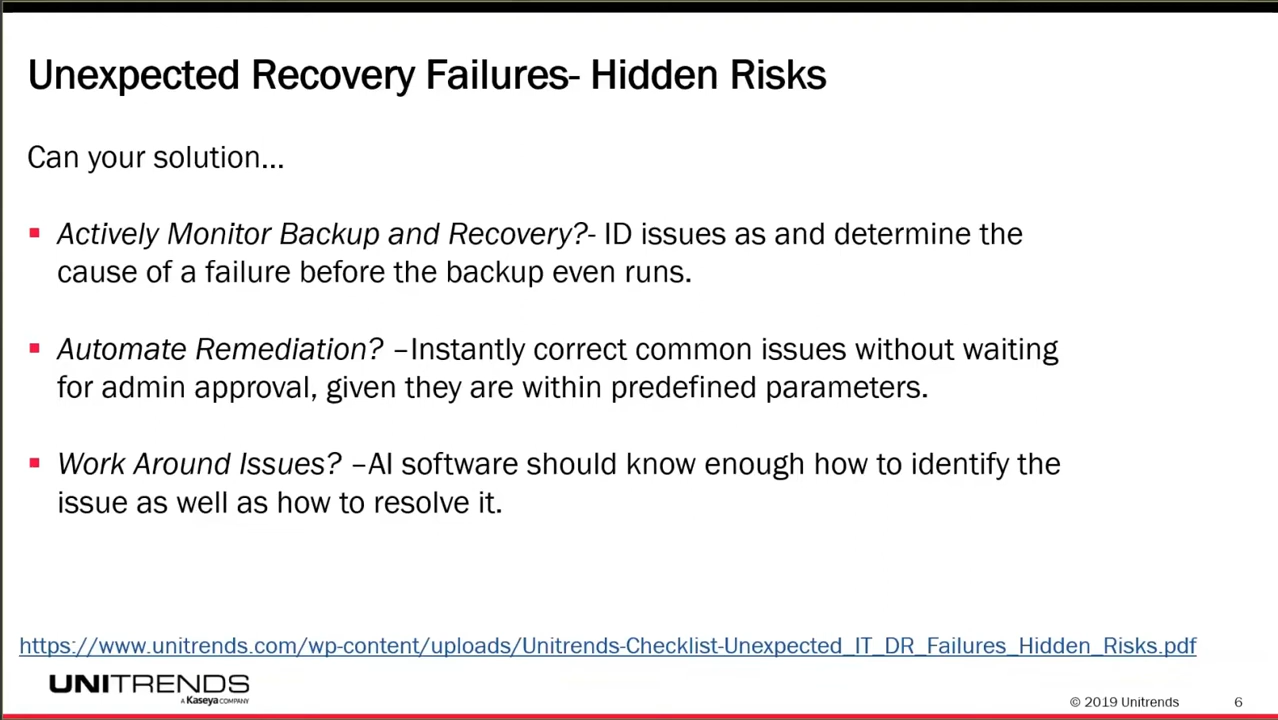 Unexpected Recovery Failures- Hidden Risks
Can your solution...
Actively Monitor Backup and Recovery?- ID issues as and determine the
cause of a failure before the backup even runs.
Automate Remediation? –Instantly correct common issues without waiting
for admin approval, given they are within predefined parameters.
Work Around Issues? –AI software should know enough how to identify the
issue as well as how to resolve it.
https://www.unitrends.com/wp-content/uploads/Unitrends-Checklist-Unexpected_IT_DR_Failures_Hidden_Risks.pdf
UNITRENDS
A Kaseya COMPANY
© 2019 Unitrends 6